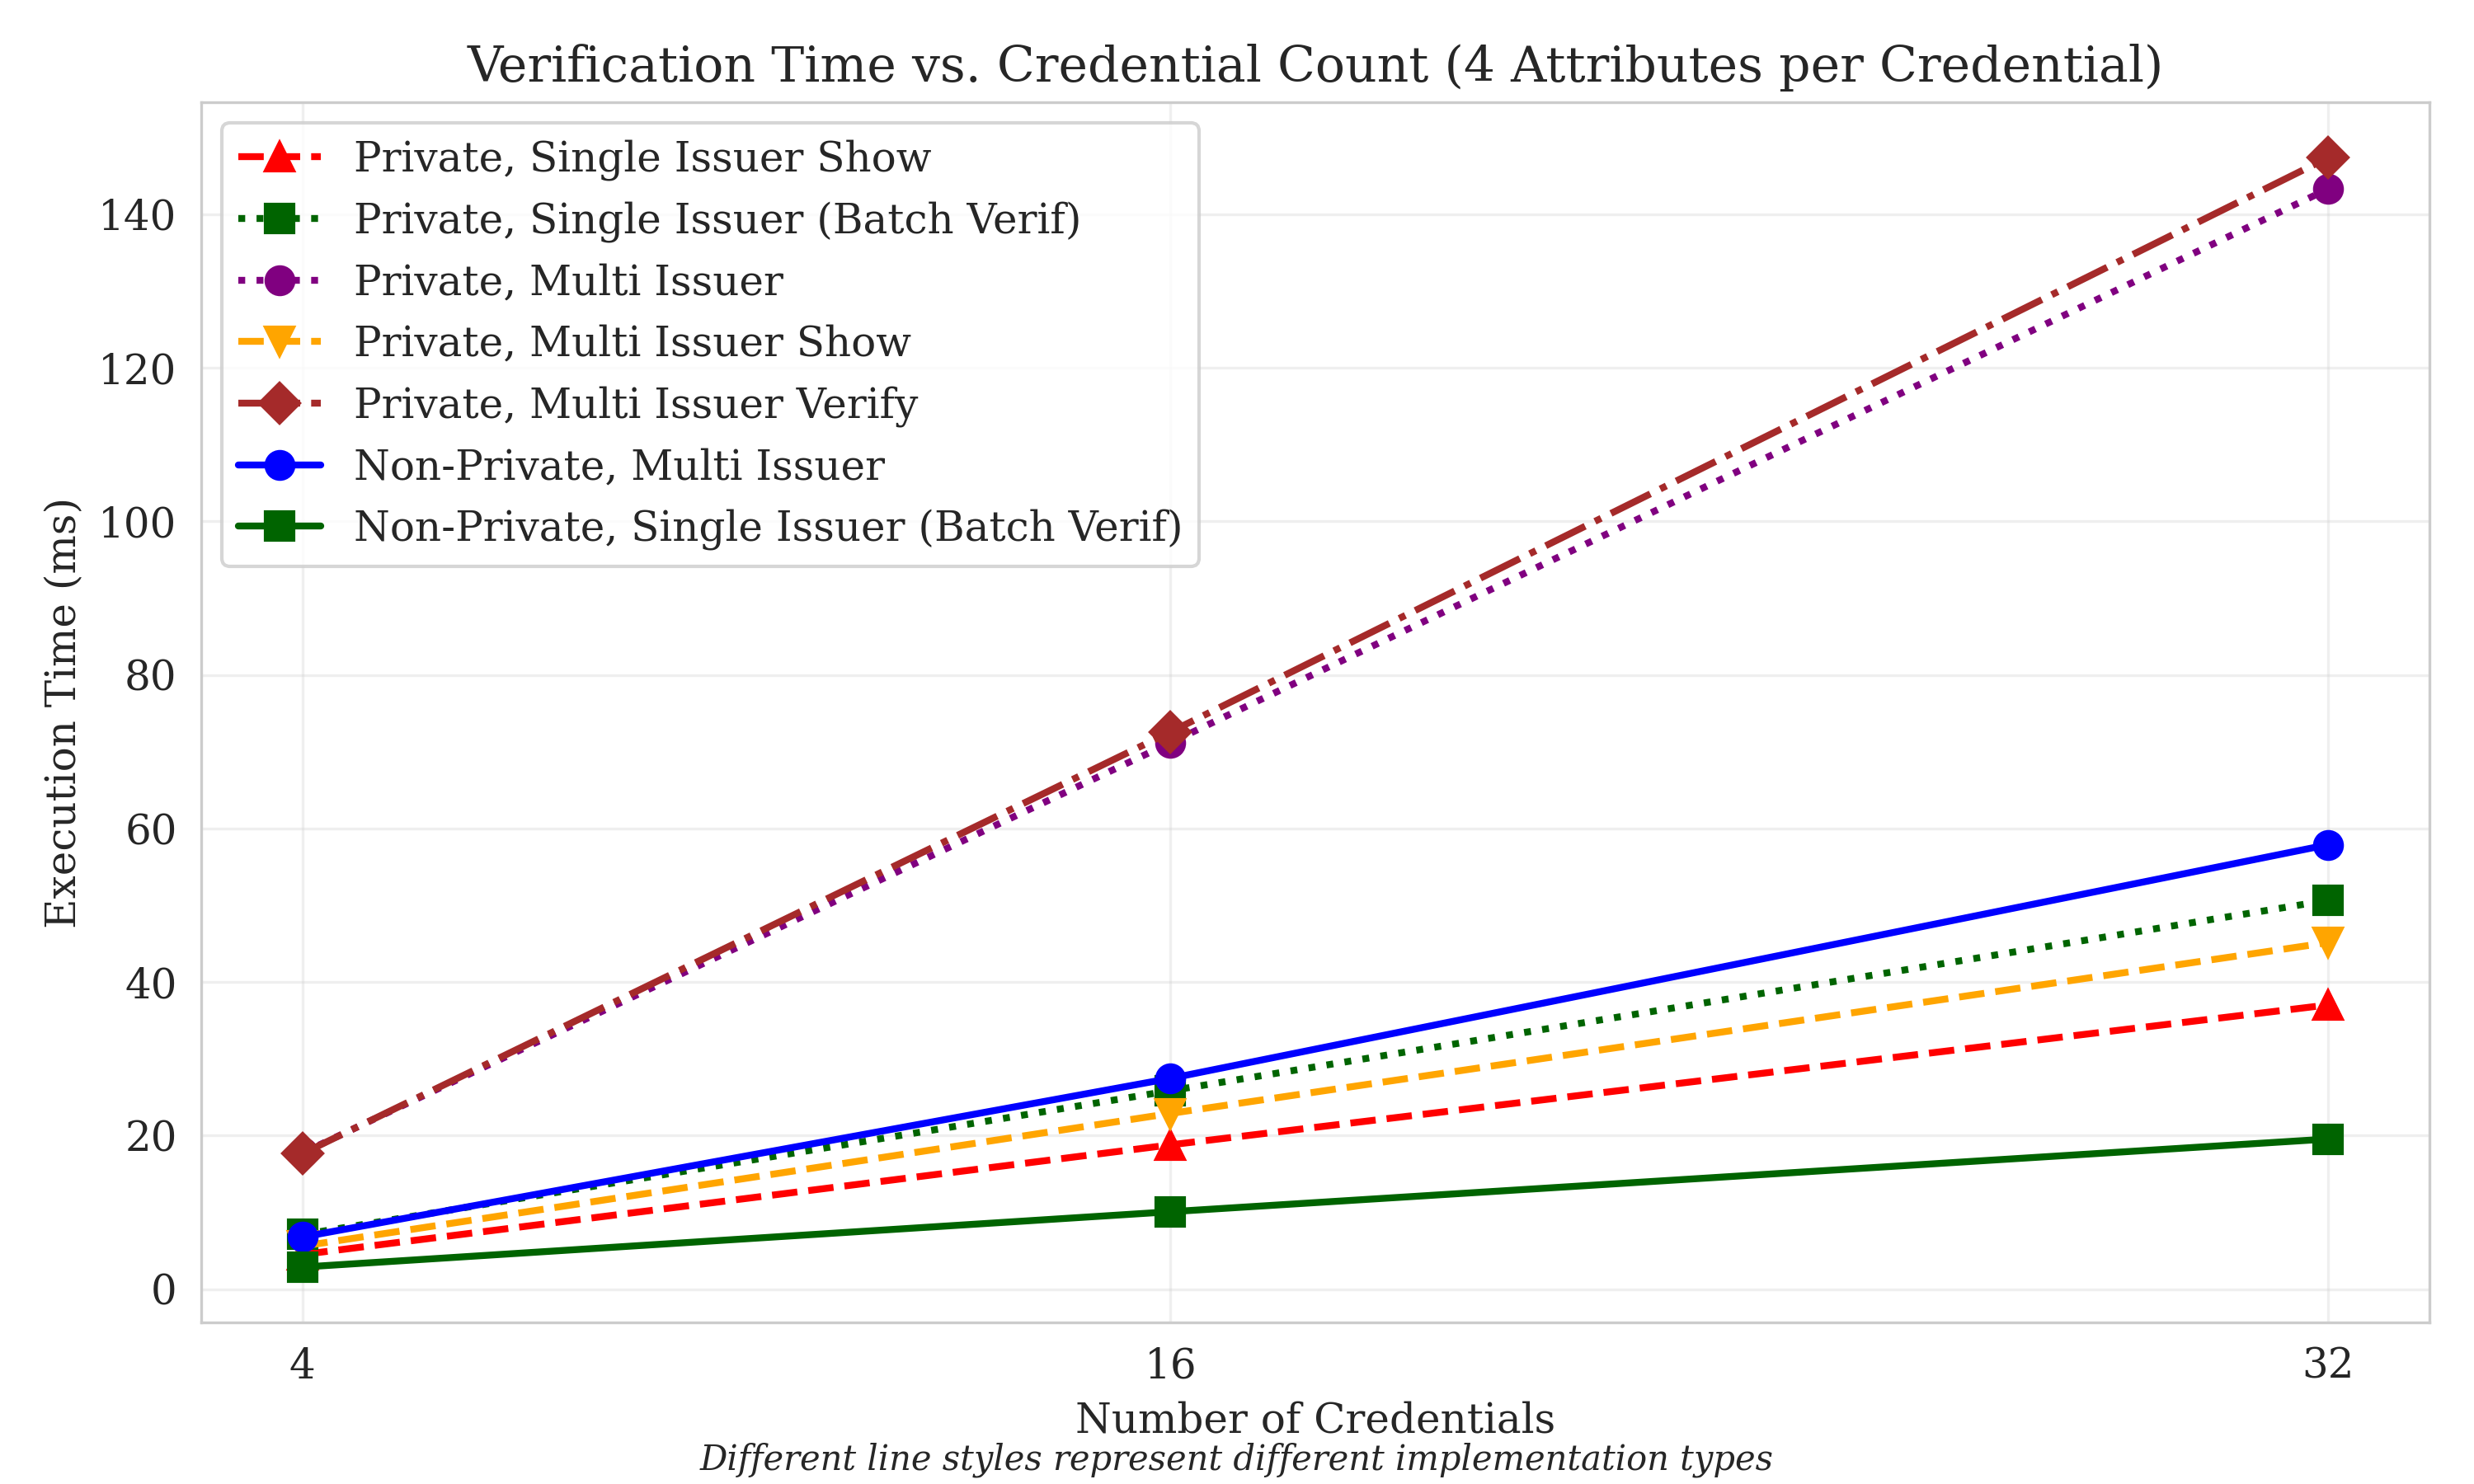 Verification Time vs. Credential Count (4 Attributes per Credential)
Private, Single Issuer Show
Private, Single Issuer (Batch Verif)
Private, Multi Issuer
Private, Multi Issuer Show
Private, Multi Issuer Verify
Non-Private, Multi Issuer
Non-Private, Single Issuer (Batch Verif)
Execution Time (ms)
140
120
100
80
60
40
20
0
4
16
32
Number of Credentials
Different line styles represent different implementation types